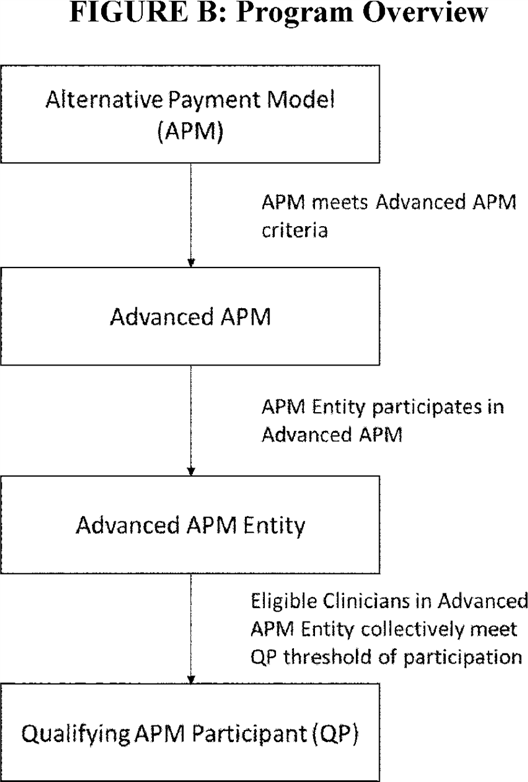 FIGURE B: Program Overview
Alternative Payment Model
(APM)
APM meets Advanced APM
criteria
Advanced APM
APM Entity participates in
Advanced APM
Advanced APM Entity
Eligible Clinicians in Advanced
APM Entity collectively meet
QP threshold of participation
Qualifying APM Participant (QP)